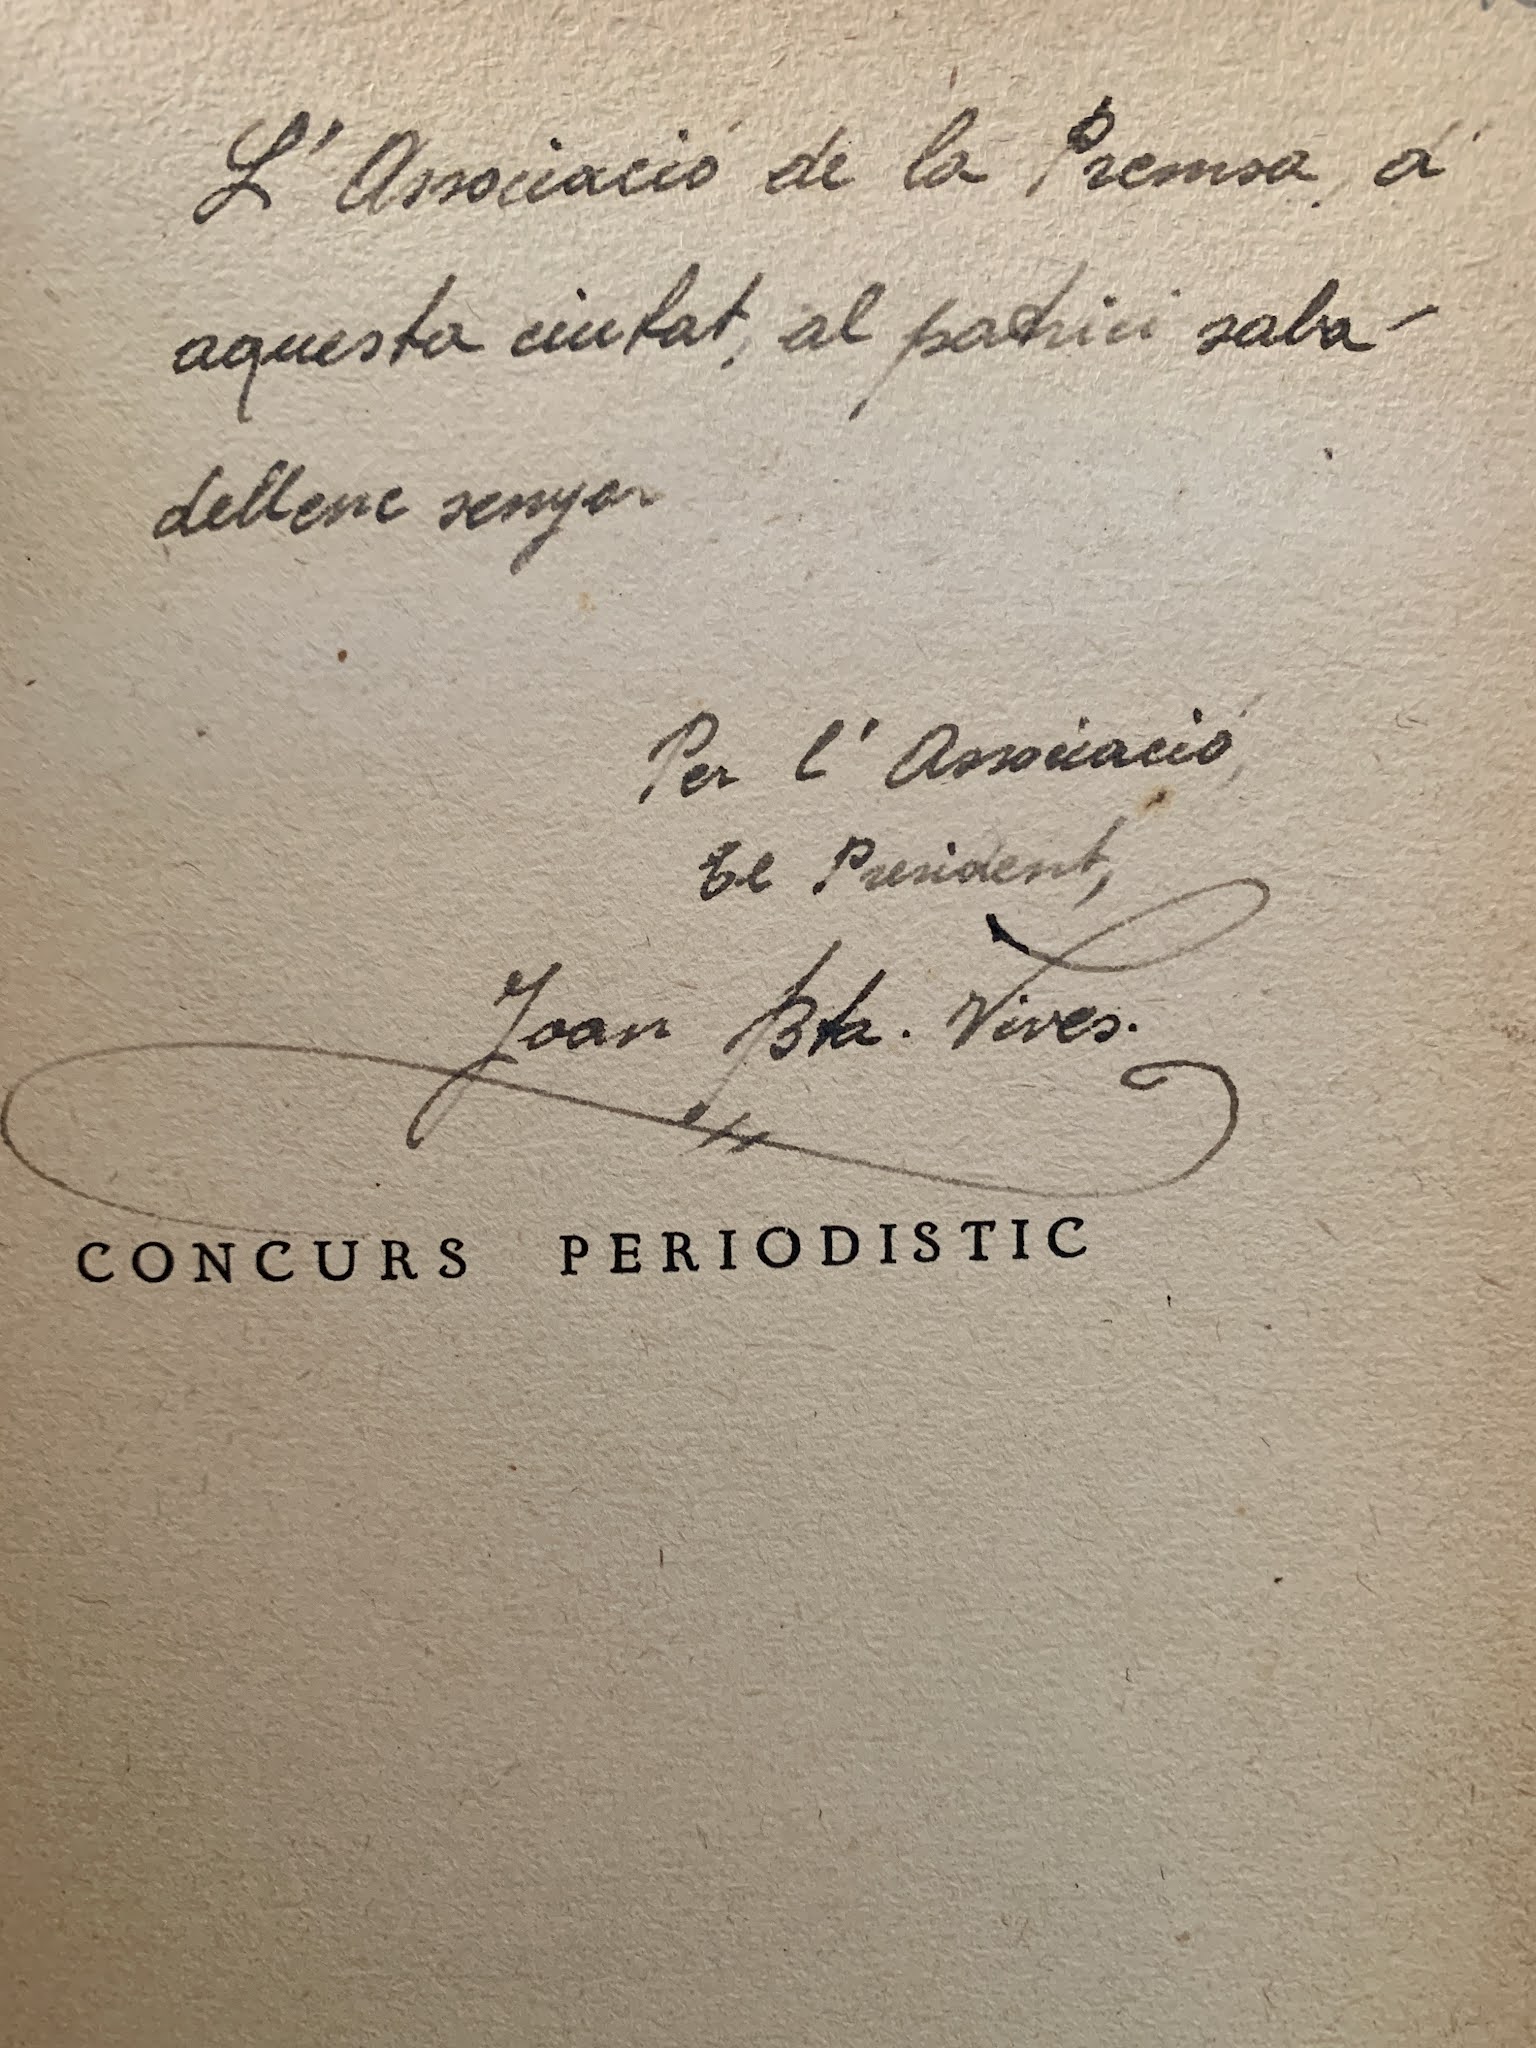 L'Associació de la Premsa, d'
aquesta ciutat, al patrici saba-
dellenc senyor
Per l'Associació,
El President,
Joan Bta. Vives.
CONCURS PERIODISTIC